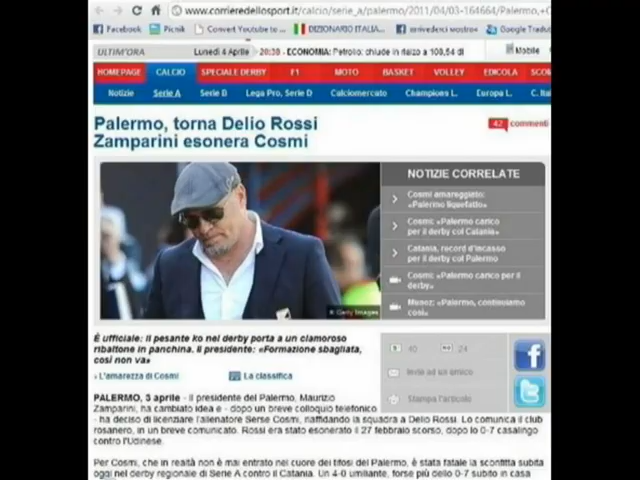 www.corrieredellosport.it/calcio/serie_a/palermo/2011/04/03-164664/Palermo,+
Facebook Picnik Convert Youtube to ... DIZIONARIO ITALIA... arrivederci mostro Google Traduz
ULTIM'ORA Lunedì 4 Aprile 20:38 - ECONOMIA: Petrolio: chiude in rialzo a 108,54 dl Mobile
HOMEPAGE CALCIO SPECIALE DERBY F1 MOTO BASKET VOLLEY EDICOLA SCOM
Notizie Serie A Serie B Lega Pro, Serie D Calciomercato Champions L. Europa L. C. Ital
Palermo, torna Delio Rossi
Zamparini esonera Cosmi
42 commenti
NOTIZIE CORRELATE
Cosmi amareggiato:
«Palermo liquefatto»
Cosmi: «Palermo carico
per il derby col Catania»
Catania, record d'incasso
per il derby col Palermo
Cosmi: «Palermo carico per il
derby»
Munoz: «Palermo, continuiamo
così»
© Getty Images
È ufficiale: il pesante ko nel derby porta a un clamoroso
ribaltone in panchina. Il presidente: «Formazione sbagliata,
così non va»
L'amarezza di Cosmi La classifica
40 24
Invia ad un amico
Stampa l'articolo
PALERMO, 3 aprile - Il presidente del Palermo, Maurizio
Zamparini, ha cambiato idea e - dopo un breve colloquio telefonico
- ha deciso di licenziare l'allenatore Serse Cosmi, riaffidando la squadra a Delio Rossi. Lo comunica il club
rosanero, in un breve comunicato. Rossi era stato esonerato il 27 febbraio scorso, dopo lo 0-7 casalingo
contro l'Udinese.
Per Cosmi, che in realtà non è mai entrato nel cuore dei tifosi del Palermo, è stata fatale la sconfitta subita
oggi nel derby regionale di Serie A contro il Catania. Un 4-0 umiliante, forse più dello 0-7 subito in casa